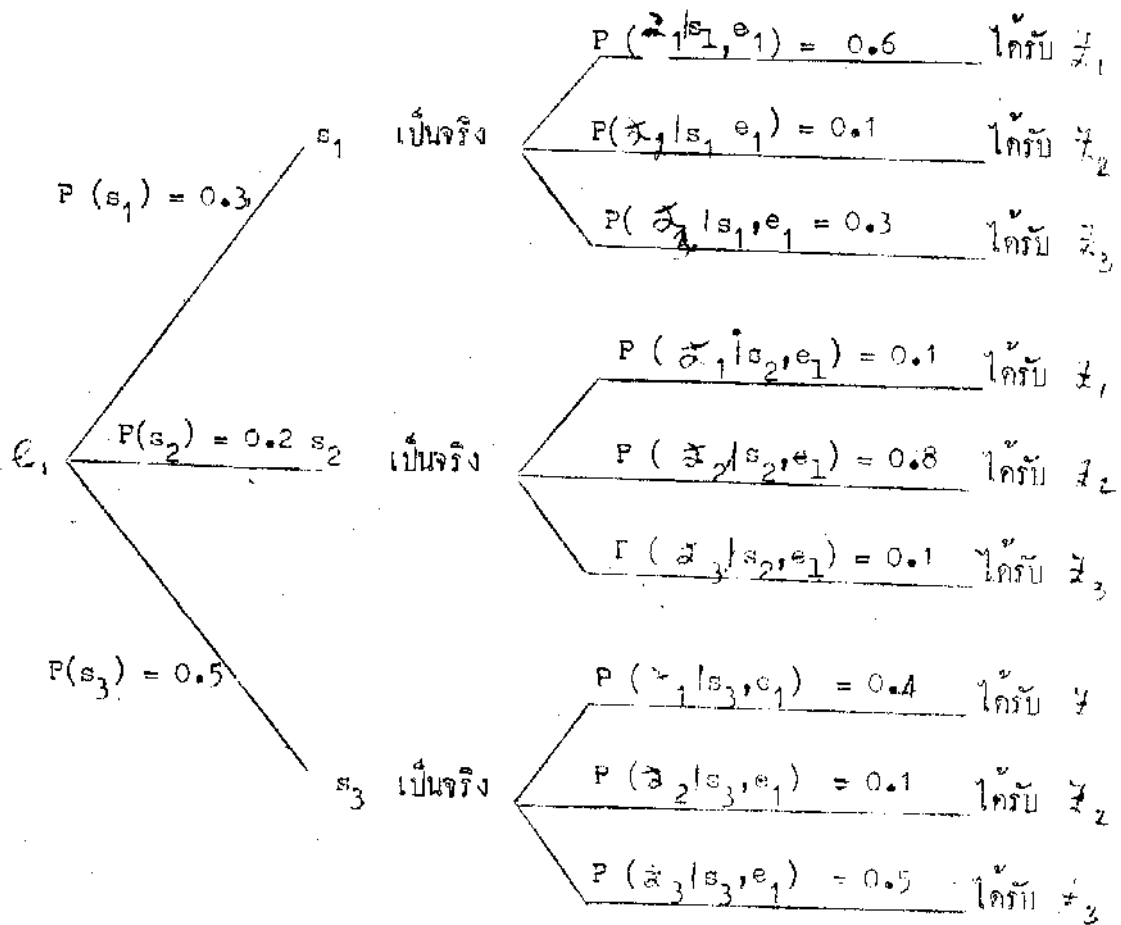 P (z₁|s₁,e₁) = 0.6 ได้รับ z₁
s₁ เป็นจริง P(z₂|s₁ e₁) = 0.1 ได้รับ z₂
P (s₁) = 0.3
P( z₃ |s₁,e₁ = 0.3 ได้รับ z₃
P ( z₁|s₂,e₁) = 0.1 ได้รับ z₁
e₁ P(s₂) = 0.2 s₂ เป็นจริง P ( z₂|s₂,e₁) = 0.8 ได้รับ z₂
P ( z₃|s₂,e₁) = 0.1 ได้รับ z₃
P(s₃) = 0.5
P ( z₁|s₃,e₁) = 0.4 ได้รับ z
s₃ เป็นจริง P (z₂|s₃,e₁) = 0.1 ได้รับ z₂
P (z₃|s₃,e₁) = 0.5 ได้รับ z₃